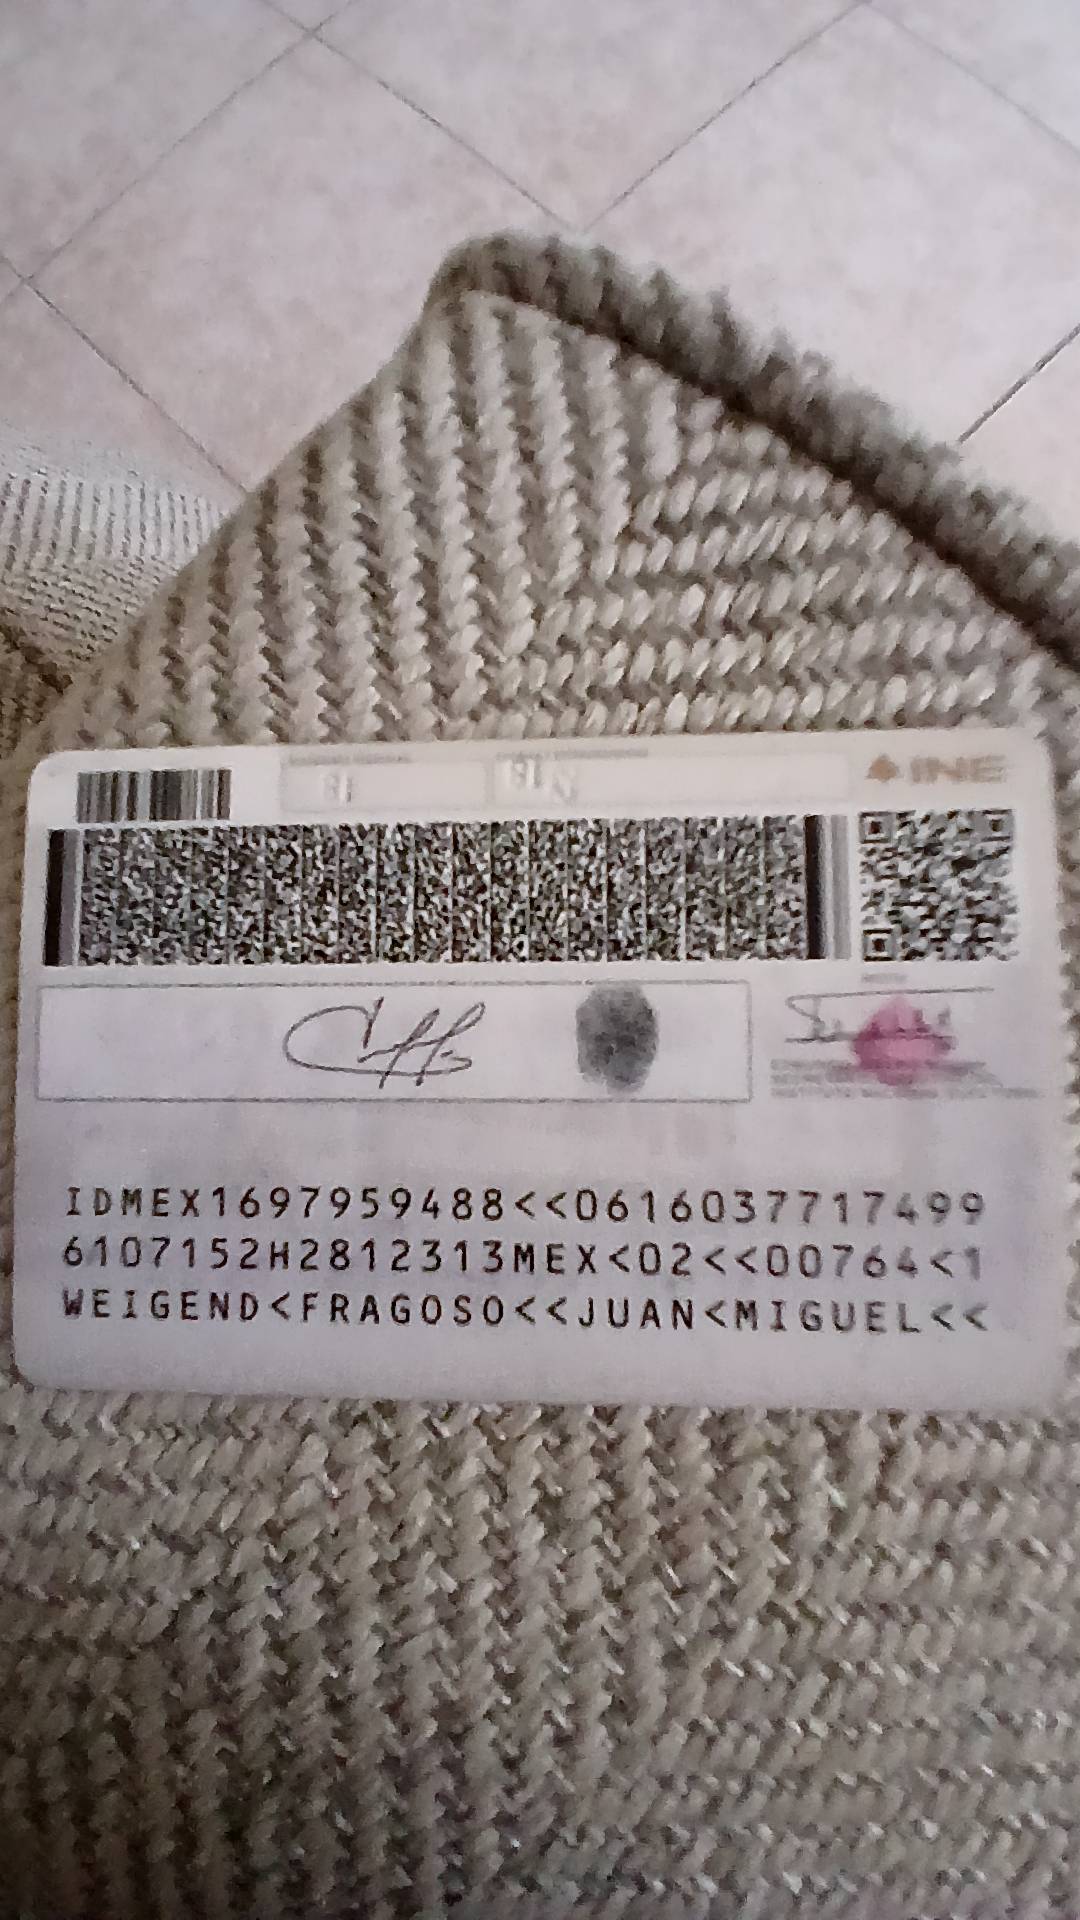 INE
IDMEX1697959488<<0616037717499
6107152H2812313MEX<02<<00764<1
WEIGEND<FRAGOSO<<JUAN<MIGUEL<<